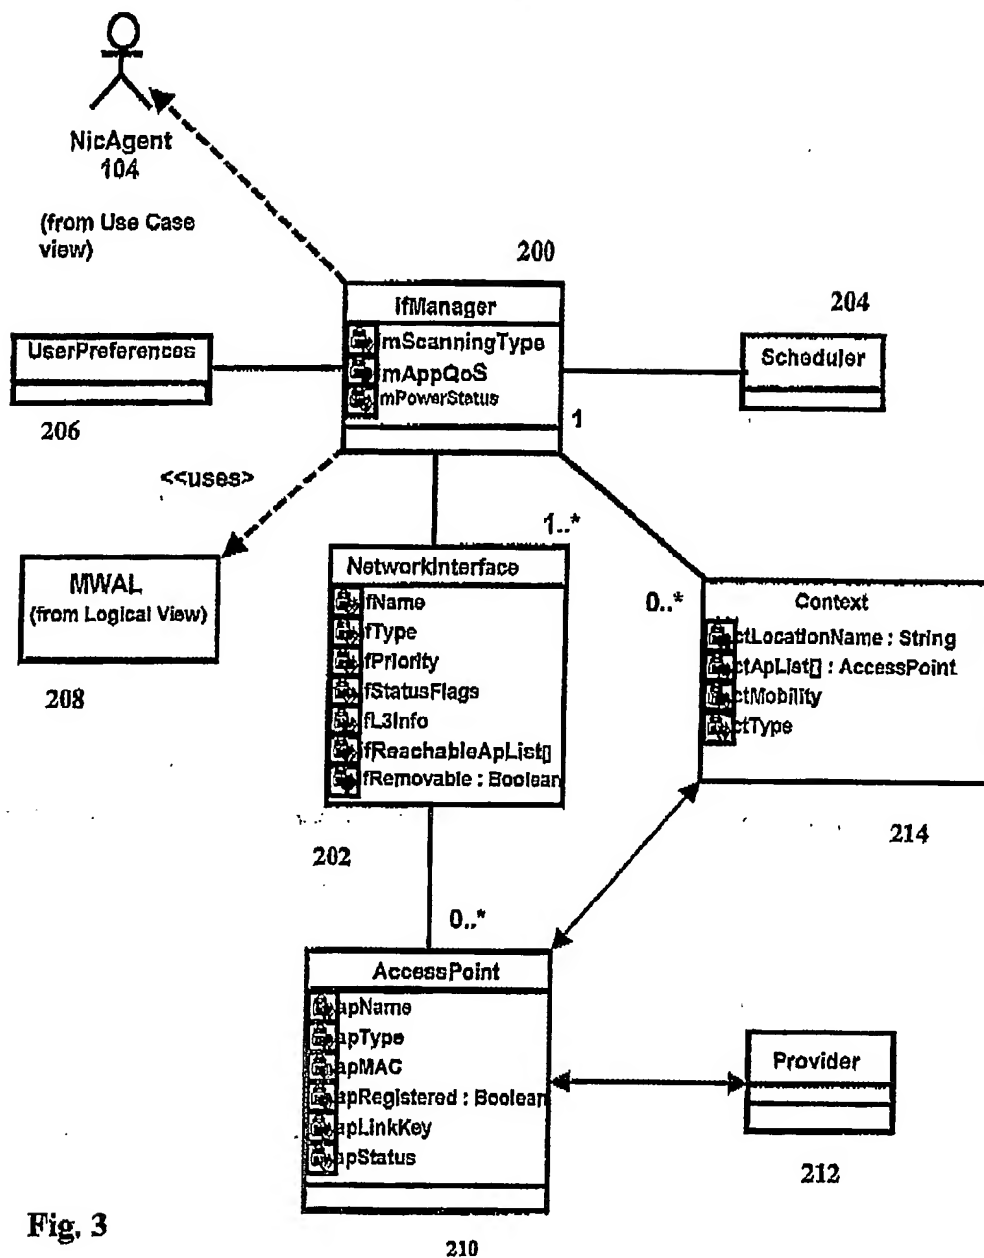 NicAgent
104
(from Use Case
view)
200
IfManager
mScanningType
mAppQoS
mPowerStatus
1
204
Scheduler
UserPreferences
206
<<uses>
MWAL
(from Logical View)
208
1..*
NetworkInterface
fName
fType
fPriority
fStatusFlags
fL3Info
fReachableApList[]
fRemovable : Boolean
202
0..*
Context
ctLocationName : String
ctApList[] : AccessPoint
ctMobility
ctType
214
0..*
AccessPoint
apName
apType
apMAC
apRegistered : Boolean
apLinkKey
apStatus
210
Provider
212
Fig. 3